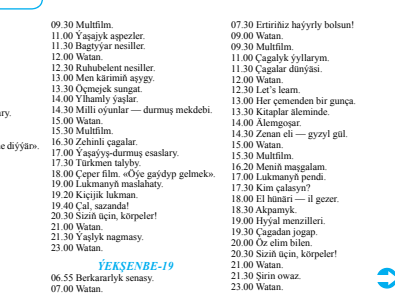 ry.
e diýýär».
09.30 Multfilm.
11.00 Ýaşajyk aşpezler.
11.30 Bagtyýar nesiller.
12.00 Watan.
12.30 Ruhubelent nesiller.
13.00 Men kärimiň aşygy.
13.30 Öçmejek sungat.
14.00 Ylhamly ýaşlar.
14.30 Milli oýunlar — durmuş mekdebi.
15.00 Watan.
15.30 Multfilm.
16.30 Zehinli çagalar.
17.00 Ýaşaýyş-durmuş esaslary.
17.30 Türkmen talyby.
18.00 Çeper film. «Öýe gaýdyp gelmek».
19.00 Lukmanyň maslahaty.
19.20 Kiçijik lukman.
19.40 Çal, sazanda!
20.30 Siziň üçin, körpeler!
21.00 Watan.
21.30 Ýaşlyk nagmasy.
23.00 Watan.
ÝEKŞENBE-19
06.55 Berkararlyk senasy.
07.00 Watan.
07.30 Ertiriňiz haýyrly bolsun!
09.00 Watan.
09.30 Multfilm.
11.00 Çagalyk ýyllarym.
11.30 Çagalar dünýäsi.
12.00 Watan.
12.30 Let's learn.
13.00 Her çemenden bir gunça.
13.30 Kitaplar äleminde.
14.00 Älemgoşar.
14.30 Zenan eli — gyzyl gül.
15.00 Watan.
15.30 Multfilm.
16.20 Meniň maşgalam.
17.00 Lukmanyň pendi.
17.30 Kim çalasyn?
18.00 El hünäri — il gezer.
18.30 Akpamyk.
19.00 Hyýal menzilleri.
19.30 Çagadan jogap.
20.00 Öz elim bilen.
20.30 Siziň üçin, körpeler!
21.00 Watan.
21.30 Şirin owaz.
23.00 Watan.